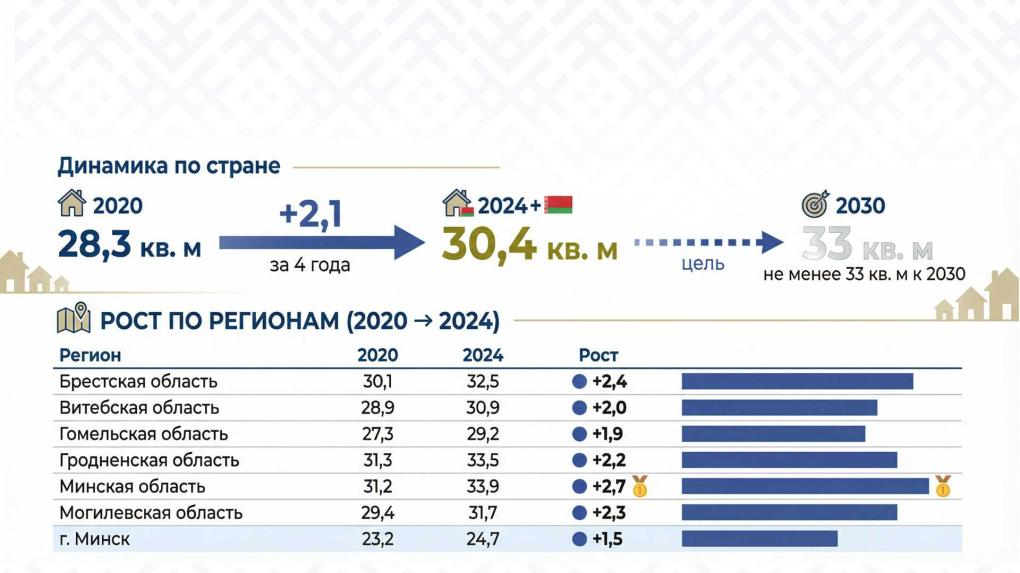 Динамика по стране
2020
28,3 кв. м
+2,1
за 4 года
2024+
30,4 кв. м
цель
2030
33 кв. м
не менее 33 кв. м к 2030
РОСТ ПО РЕГИОНАМ (2020 → 2024)
Регион 2020 2024 Рост
Брестская область 30,1 32,5 +2,4
Витебская область 28,9 30,9 +2,0
Гомельская область 27,3 29,2 +1,9
Гродненская область 31,3 33,5 +2,2
Минская область 31,2 33,9 +2,7
Могилевская область 29,4 31,7 +2,3
г. Минск 23,2 24,7 +1,5